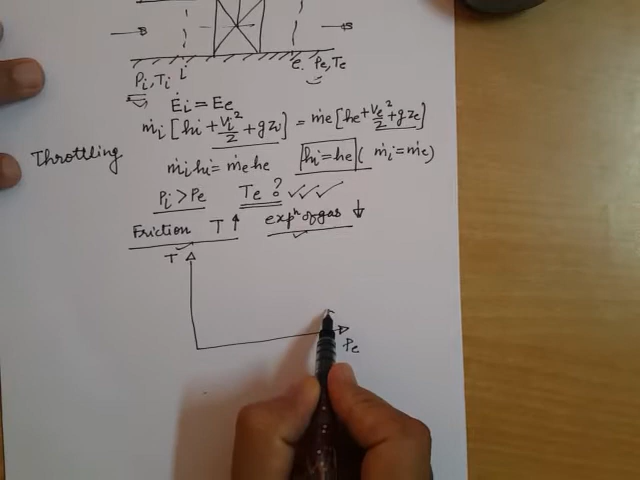 B B
i e
Pi, Ti Pe, Te
Ėi = Ee
ṁi [hi + Vi²/2 + gzi] = ṁe [he + Ve²/2 + gze]
Throttling
ṁi hi = ṁe he hi = he (ṁi = ṁe)
Pi > Pe Te ?
Friction T ↑ expⁿ of gas ↓
T
Pe